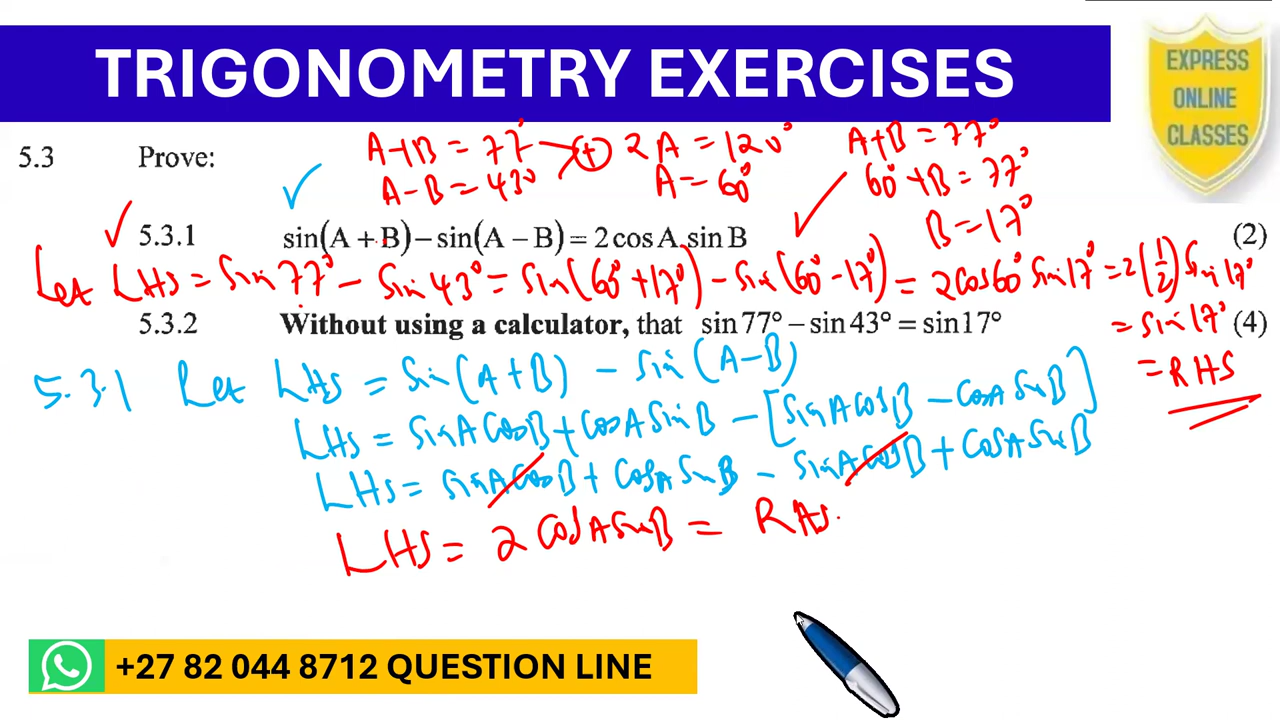 TRIGONOMETRY EXERCISES
EXPRESS
ONLINE
CLASSES
5.3 Prove:
A+B = 77° ⊕ 2A = 120° A+B = 77°
A-B = 43° A = 60° 60°+B = 77°
B = 17°
5.3.1 sin(A + B) – sin(A – B) = 2cos A.sin B (2)
Let LHS = Sin 77° - Sin 43° = Sin(60°+17°) - Sin(60°-17°) = 2cos60° Sin17° = 2(1/2) Sin 17°
= Sin 17°
= RHS
5.3.2 Without using a calculator, that sin 77° – sin 43° = sin 17° (4)
5.3.1 Let LHS = Sin(A+B) - Sin(A-B)
LHS = SinA CosB + CosA SinB - [SinA CosB - CosA SinB]
LHS = SinA CosB + CosA SinB - SinA CosB + CosA SinB
LHS = 2 CosA SinB = RHS.
+27 82 044 8712 QUESTION LINE